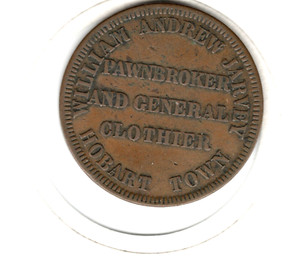 WILLIAM ANDREW JARVEY
PAWNBROKER
AND GENERAL
CLOTHIER
HOBART TOWN